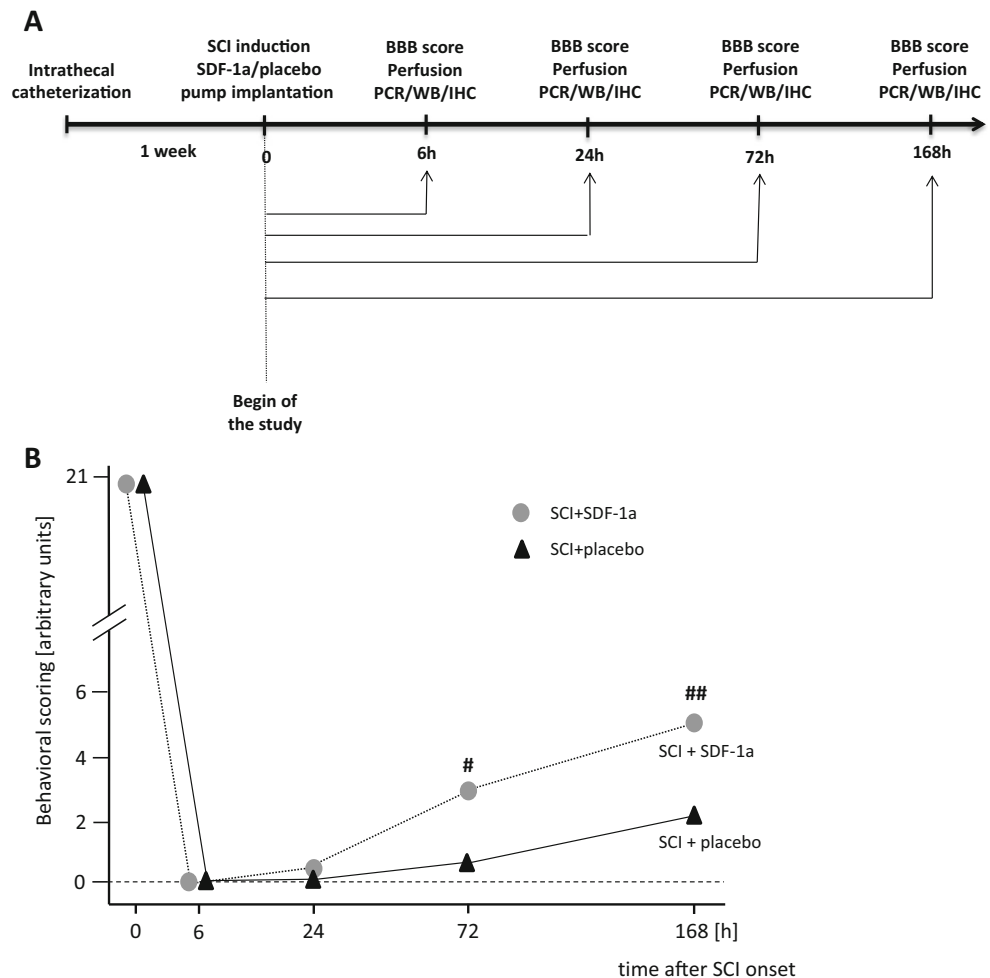 A
Intrathecal
catheterization
SCI induction
SDF-1a/placebo
pump implantation
BBB score
Perfusion
PCR/WB/IHC
BBB score
Perfusion
PCR/WB/IHC
BBB score
Perfusion
PCR/WB/IHC
BBB score
Perfusion
PCR/WB/IHC
1 week
0
6h
24h
72h
168h
Begin of
the study
B
Behavioral scoring [arbitrary units]
21
6
4
2
0
SCI+SDF-1a
SCI+placebo
#
##
SCI + SDF-1a
SCI + placebo
0 6 24 72 168 [h]
time after SCI onset